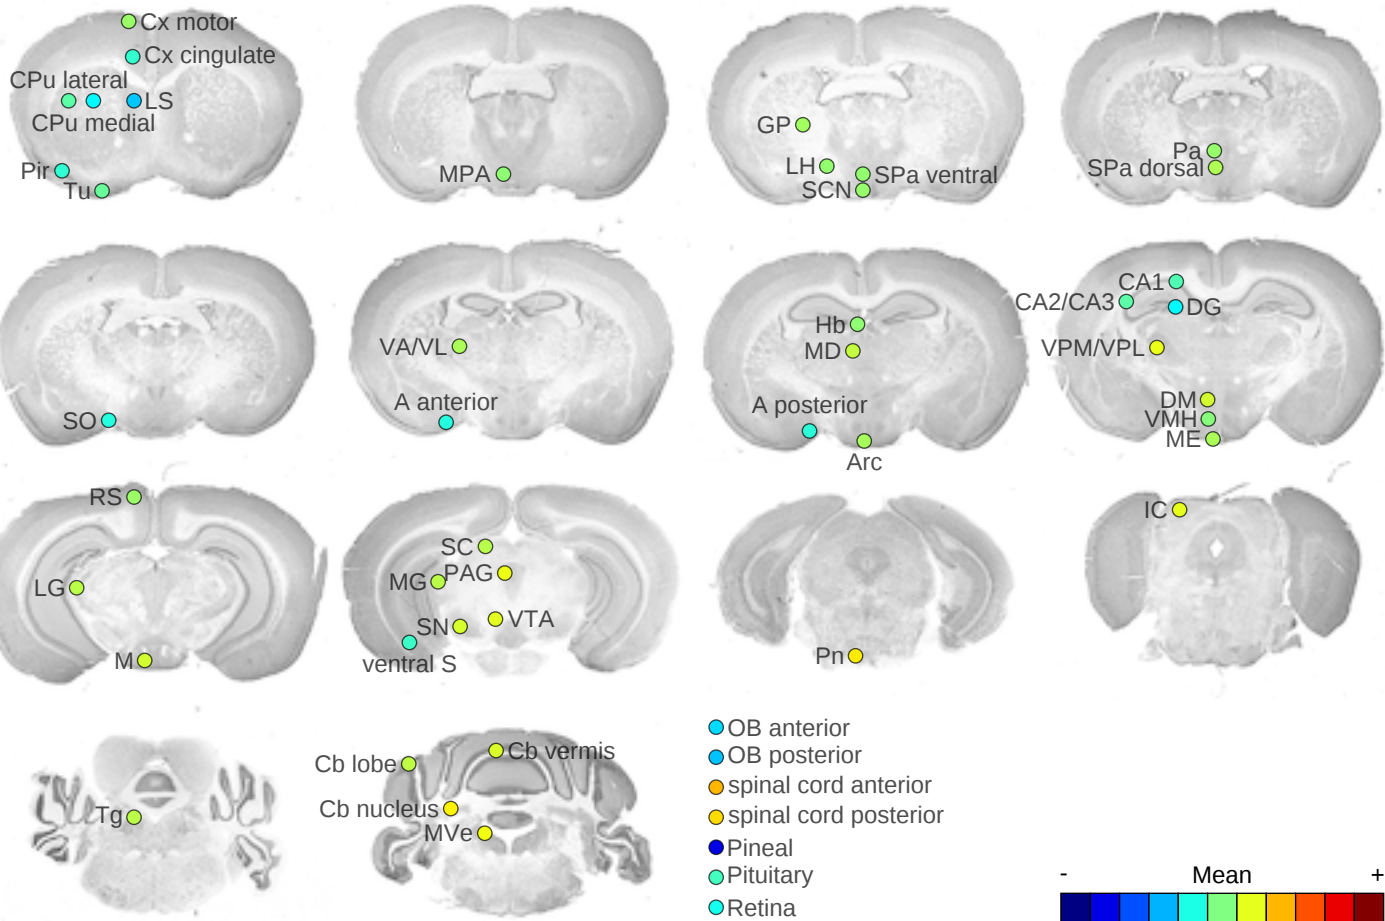 Cx motor
Cx cingulate
CPu lateral
LS
CPu medial
Pir
Tu
MPA
GP
LH
SPa ventral
SCN
Pa
SPa dorsal
SO
VA/VL
A anterior
Hb
MD
A posterior
Arc
CA1
CA2/CA3
DG
VPM/VPL
DM
VMH
ME
RS
LG
M
SC
MG
PAG
SN
VTA
ventral S
Pn
IC
Tg
Cb lobe
Cb vermis
Cb nucleus
MVe
OB anterior
OB posterior
spinal cord anterior
spinal cord posterior
Pineal
Pituitary
Retina
- Mean +